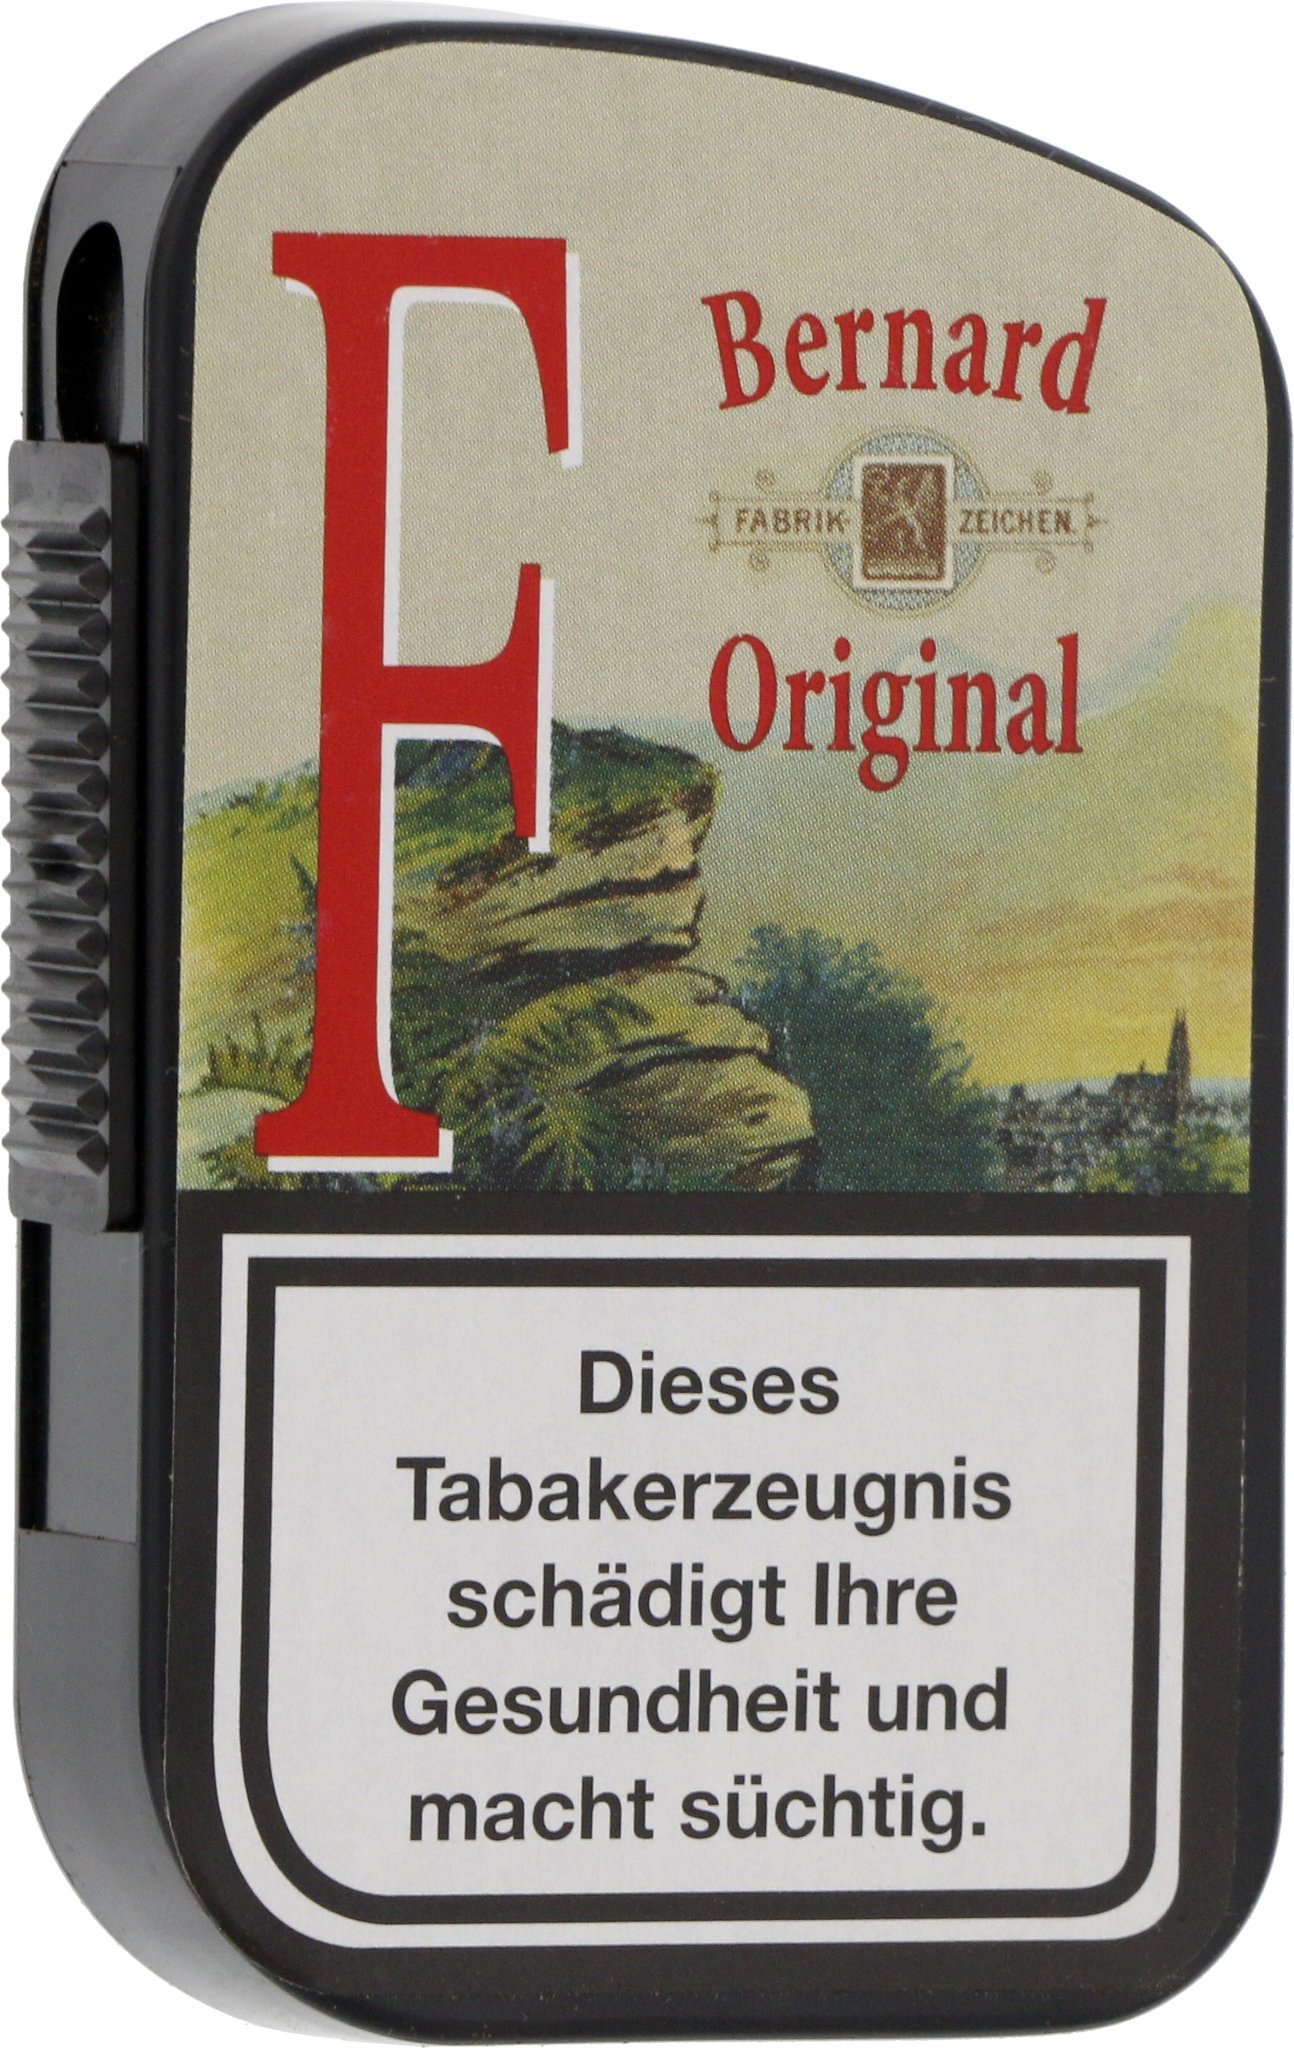 F
Bernard
FABRIK- ZEICHEN.
Original
Dieses
Tabakerzeugnis
schädigt Ihre
Gesundheit und
macht süchtig.